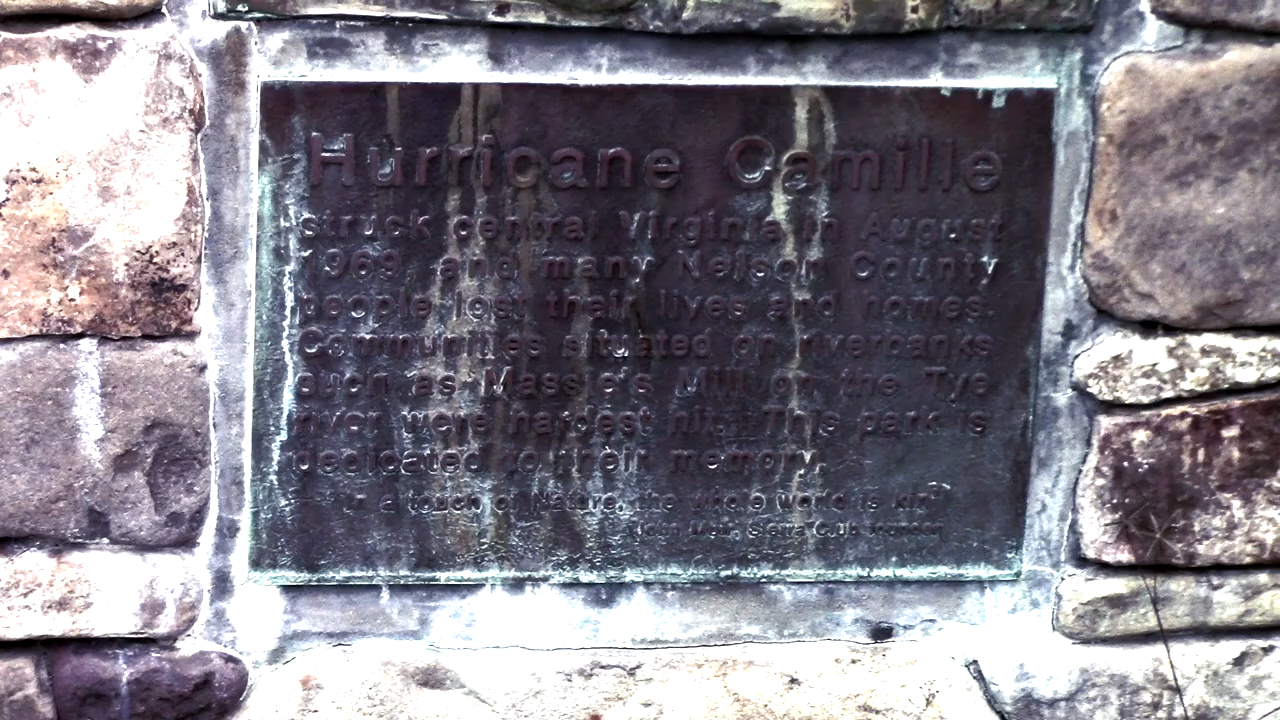 Hurricane Camille
struck central Virginia in August
1969 and many Nelson County
people lost their lives and homes.
Communities situated on riverbanks
such as Massie's Mill on the Tye
river were hardest hit. This park is
dedicated to their memory.
In a touch of Nature, the whole world is kin
John Muir, Sierra Club founder